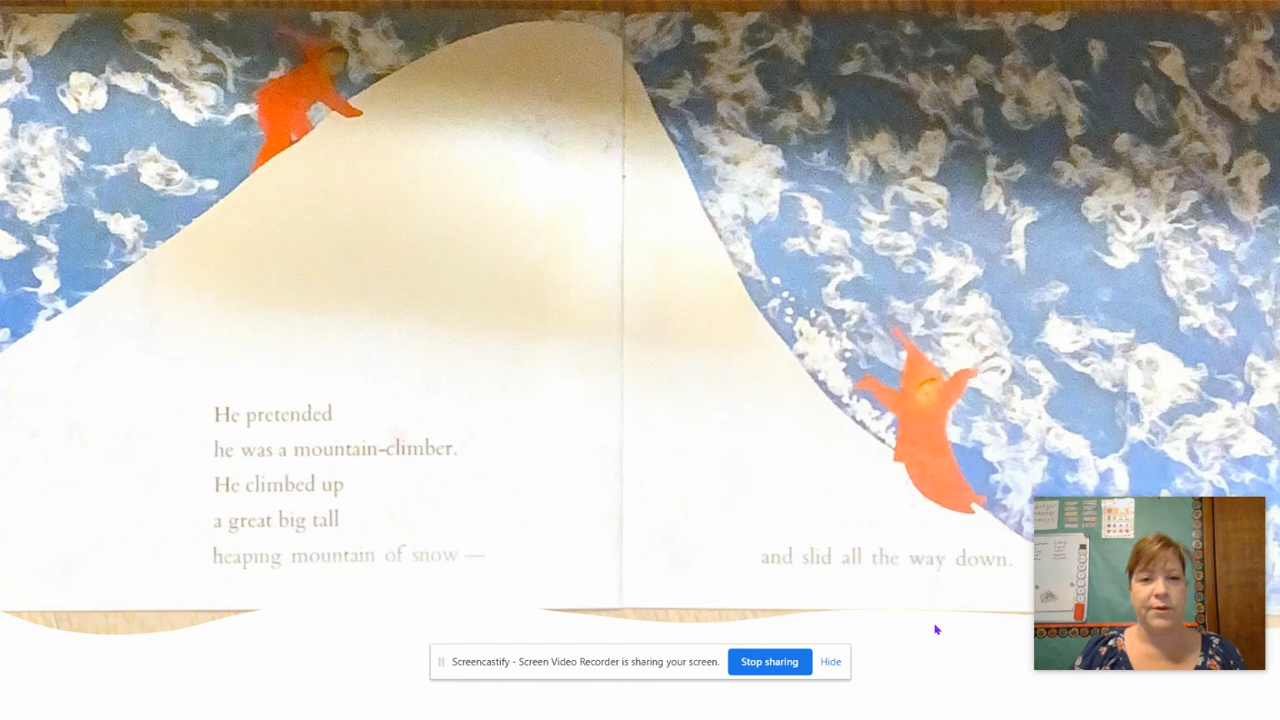 He pretended
he was a mountain-climber.
He climbed up
a great big tall
heaping mountain of snow —
and slid all the way down.
Screencastify - Screen Video Recorder is sharing your screen.
Stop sharing
Hide